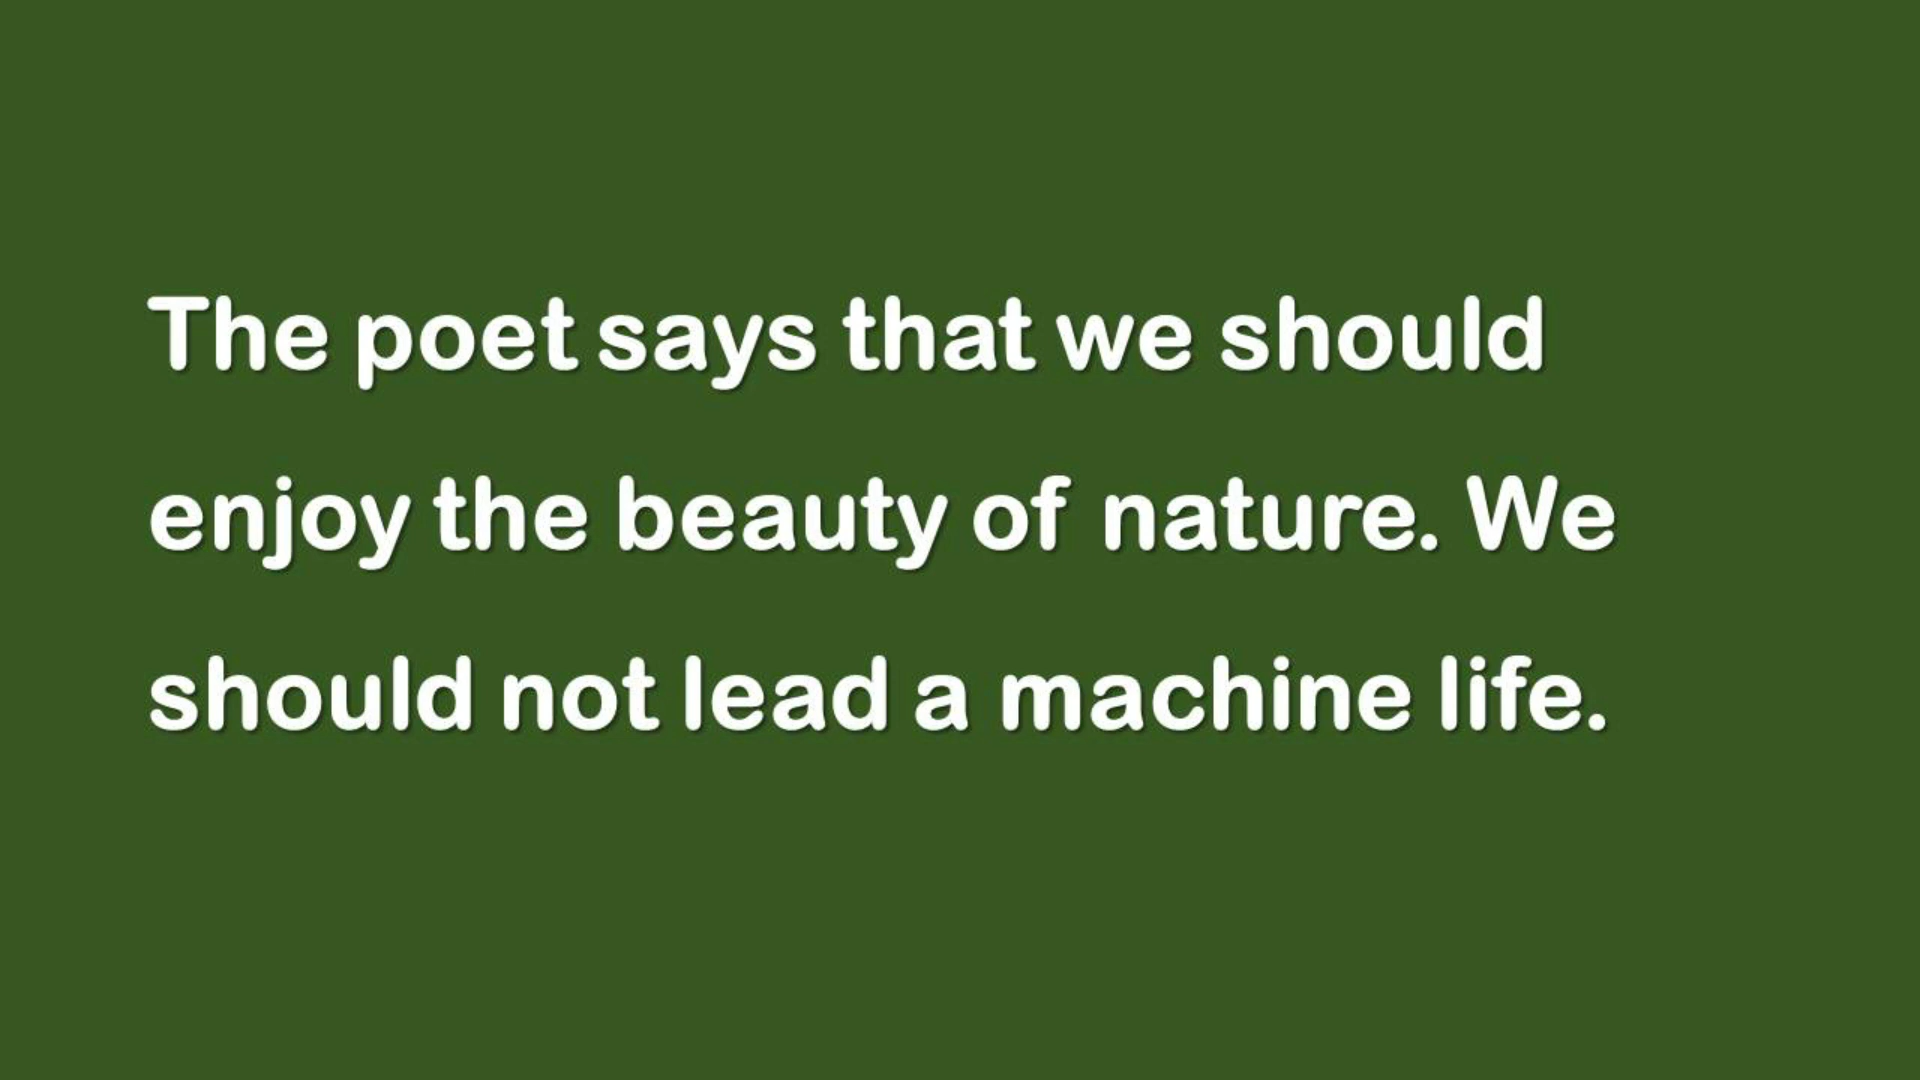 The poet says that we should
enjoy the beauty of nature. We
should not lead a machine life.